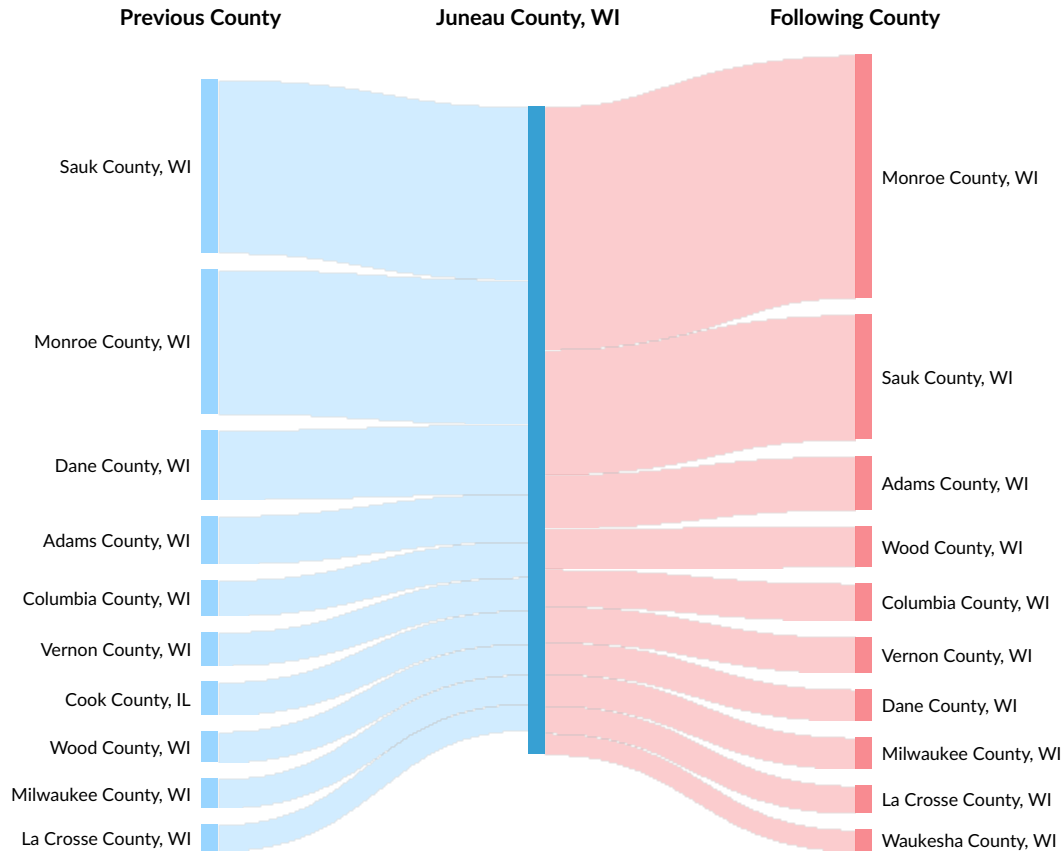 Previous County
Juneau County, WI
Following County
Sauk County, WI
Monroe County, WI
Dane County, WI
Adams County, WI
Columbia County, WI
Vernon County, WI
Cook County, IL
Wood County, WI
Milwaukee County, WI
La Crosse County, WI
Monroe County, WI
Sauk County, WI
Adams County, WI
Wood County, WI
Columbia County, WI
Vernon County, WI
Dane County, WI
Milwaukee County, WI
La Crosse County, WI
Waukesha County, WI